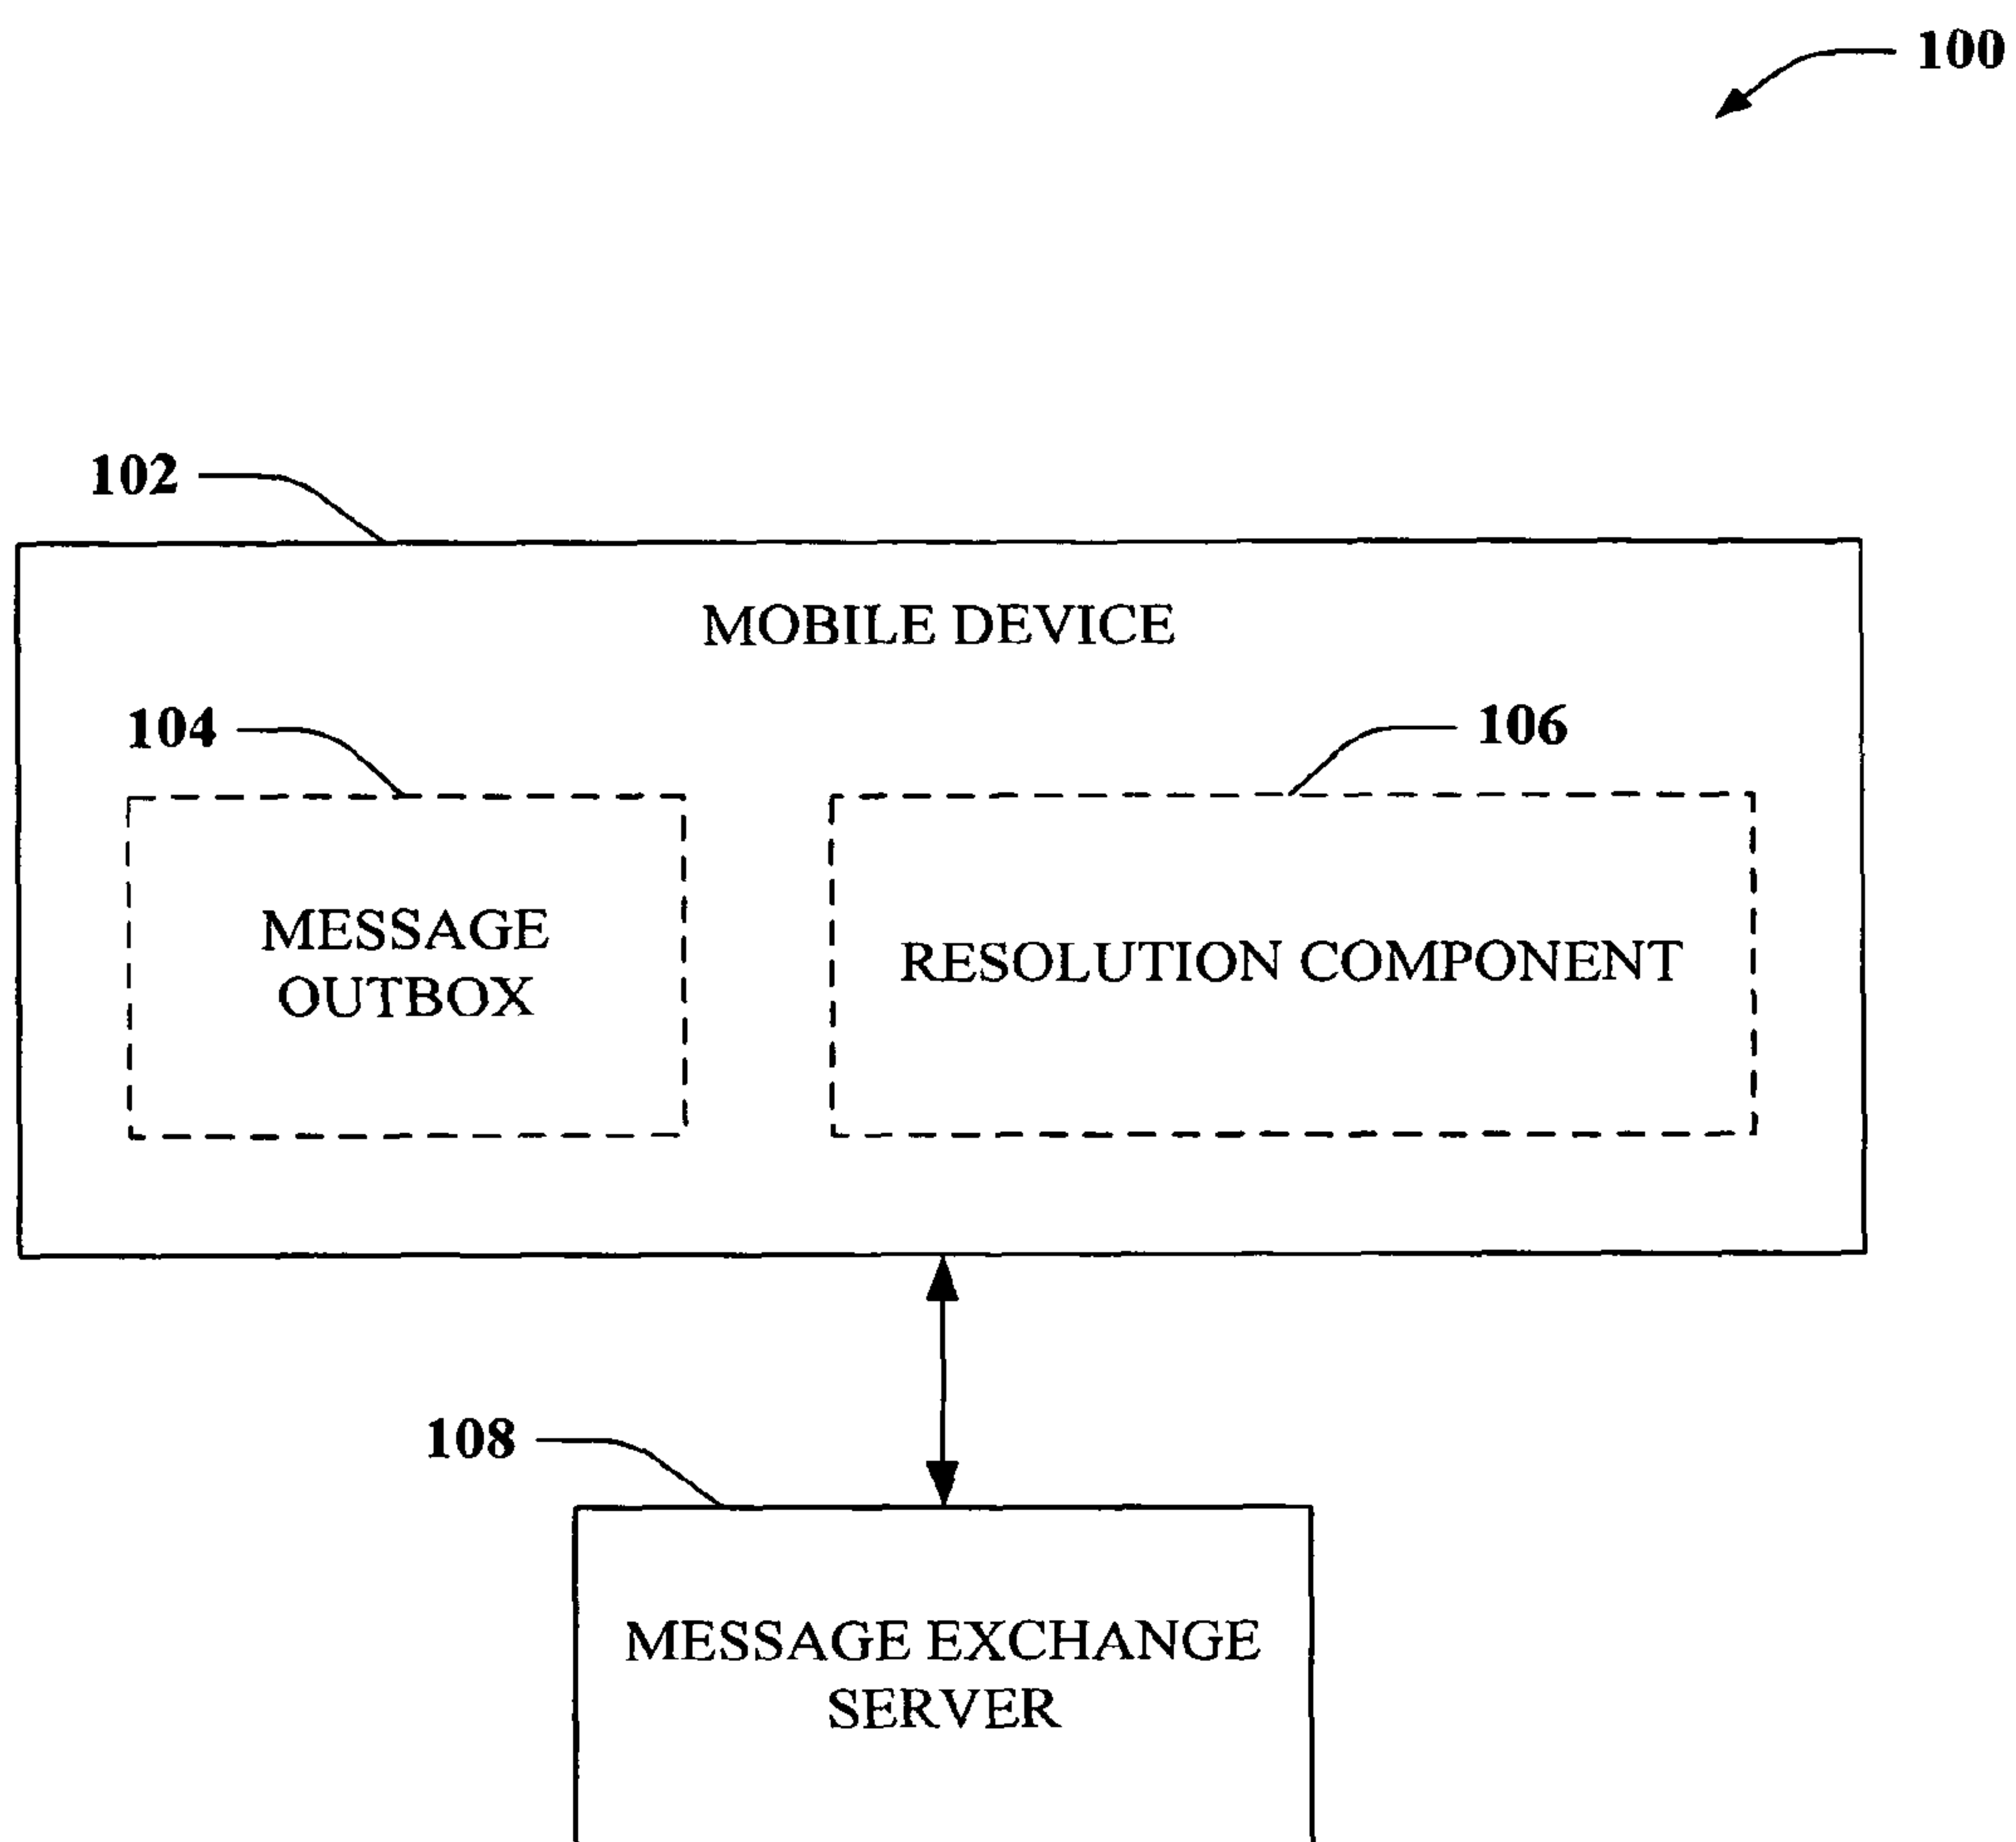 100
102
MOBILE DEVICE
104
106
MESSAGE
OUTBOX
RESOLUTION COMPONENT
108
MESSAGE EXCHANGE
SERVER